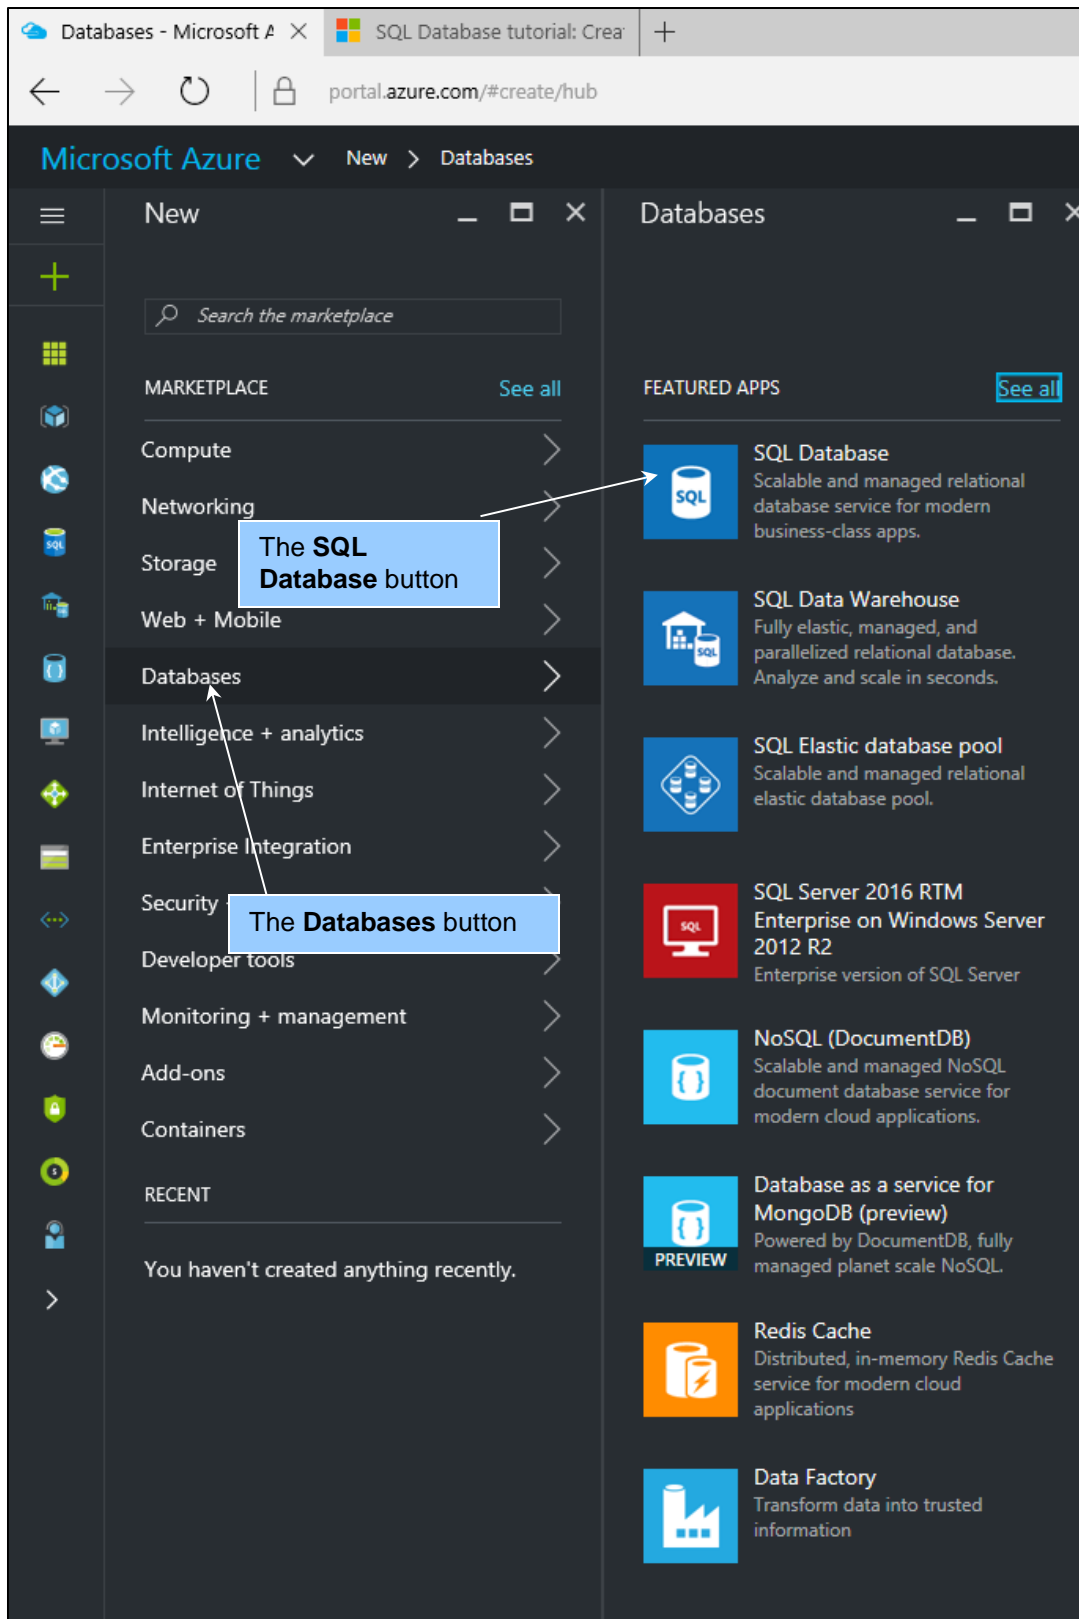 Databases - Microsoft A
SQL Database tutorial: Crea
portal.azure.com/#create/hub
Microsoft Azure
New > Databases
New
Search the marketplace
MARKETPLACE
See all
Compute
Networking
Storage
Web + Mobile
Databases
Intelligence + analytics
Internet of Things
Enterprise Integration
Security
Developer tools
Monitoring + management
Add-ons
Containers
RECENT
You haven't created anything recently.
The SQL
Database button
The Databases button
Databases
FEATURED APPS
See all
SQL
SQL Database
Scalable and managed relational
database service for modern
business-class apps.
SQL
SQL Data Warehouse
Fully elastic, managed, and
parallelized relational database.
Analyze and scale in seconds.
SQL Elastic database pool
Scalable and managed relational
elastic database pool.
SQL
SQL Server 2016 RTM
Enterprise on Windows Server
2012 R2
Enterprise version of SQL Server
NoSQL (DocumentDB)
Scalable and managed NoSQL
document database service for
modern cloud applications.
PREVIEW
Database as a service for
MongoDB (preview)
Powered by DocumentDB, fully
managed planet scale NoSQL.
Redis Cache
Distributed, in-memory Redis Cache
service for modern cloud
applications
Data Factory
Transform data into trusted
information